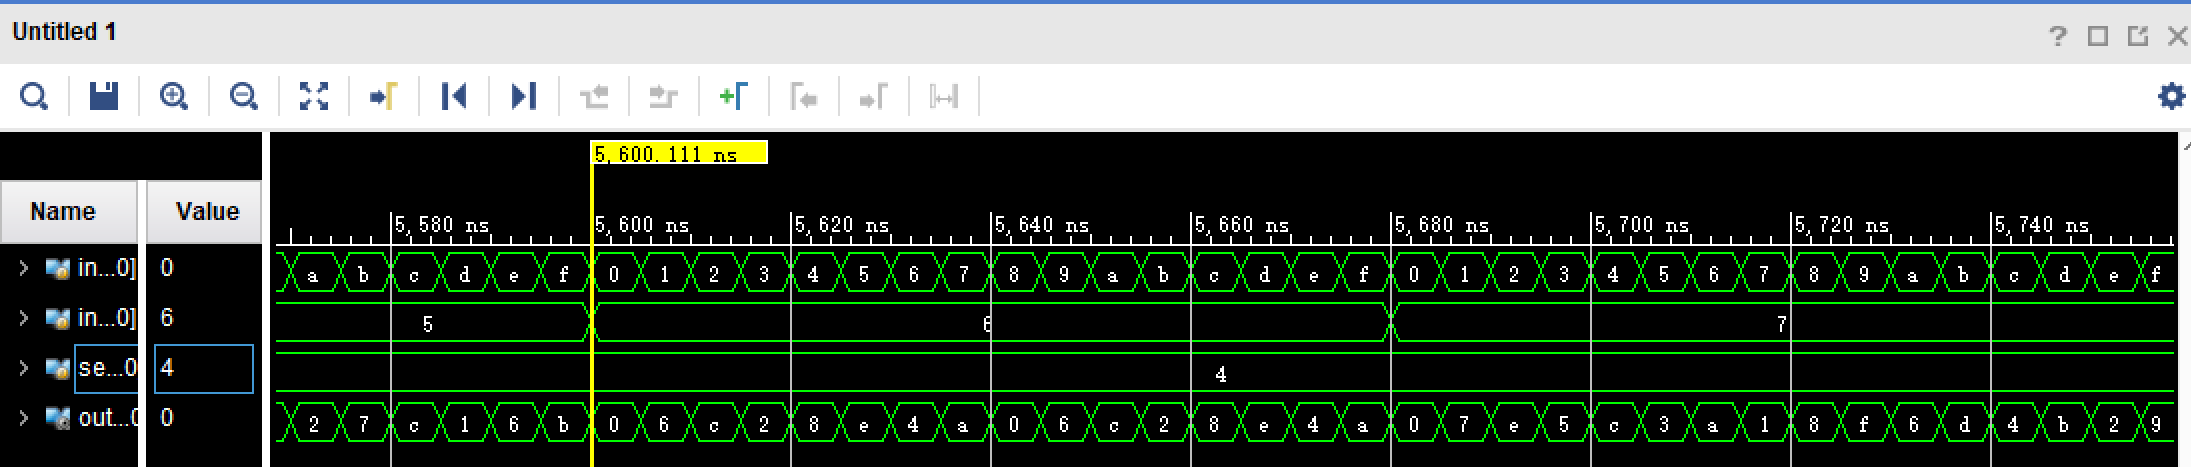 Untitled 1
?
5,600.111 ns
Name Value
5,580 ns 5,600 ns 5,620 ns 5,640 ns 5,660 ns 5,680 ns 5,700 ns 5,720 ns 5,740 ns
in...0] 0 a b c d e f 0 1 2 3 4 5 6 7 8 9 a b c d e f 0 1 2 3 4 5 6 7 8 9 a b c d e f
in...0] 6 5 6 7
se...0 4 4
out...0 0 2 7 c 1 6 b 0 6 c 2 8 e 4 a 0 6 c 2 8 e 4 a 0 7 e 5 c 3 a 1 8 f 6 d 4 b 2 9